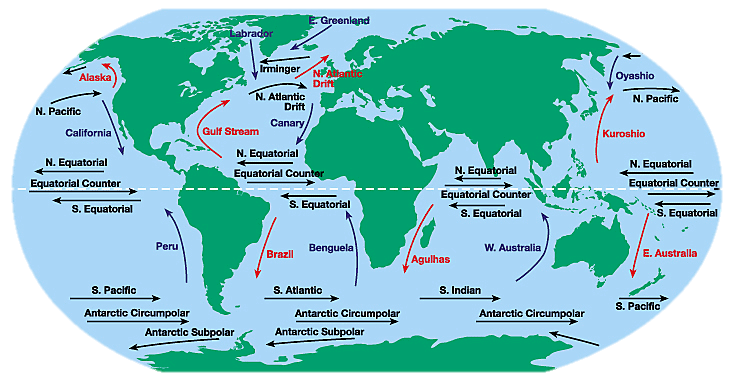 E. Greenland
Labrador
Irminger
N. Atlantic
Drift
Alaska
Oyashio
N. Pacific
N. Atlantic
Drift
N. Pacific
California
Gulf Stream
Canary
Kuroshio
N. Equatorial
N. Equatorial
N. Equatorial
N. Equatorial
Equatorial Counter
Equatorial Counter
Equatorial Counter
Equatorial Counter
S. Equatorial
S. Equatorial
S. Equatorial
S. Equatorial
Peru
Brazil
Benguela
Agulhas
W. Australia
E. Australia
S. Pacific
S. Atlantic
S. Indian
S. Pacific
Antarctic Circumpolar
Antarctic Circumpolar
Antarctic Circumpolar
Antarctic Subpolar
Antarctic Subpolar